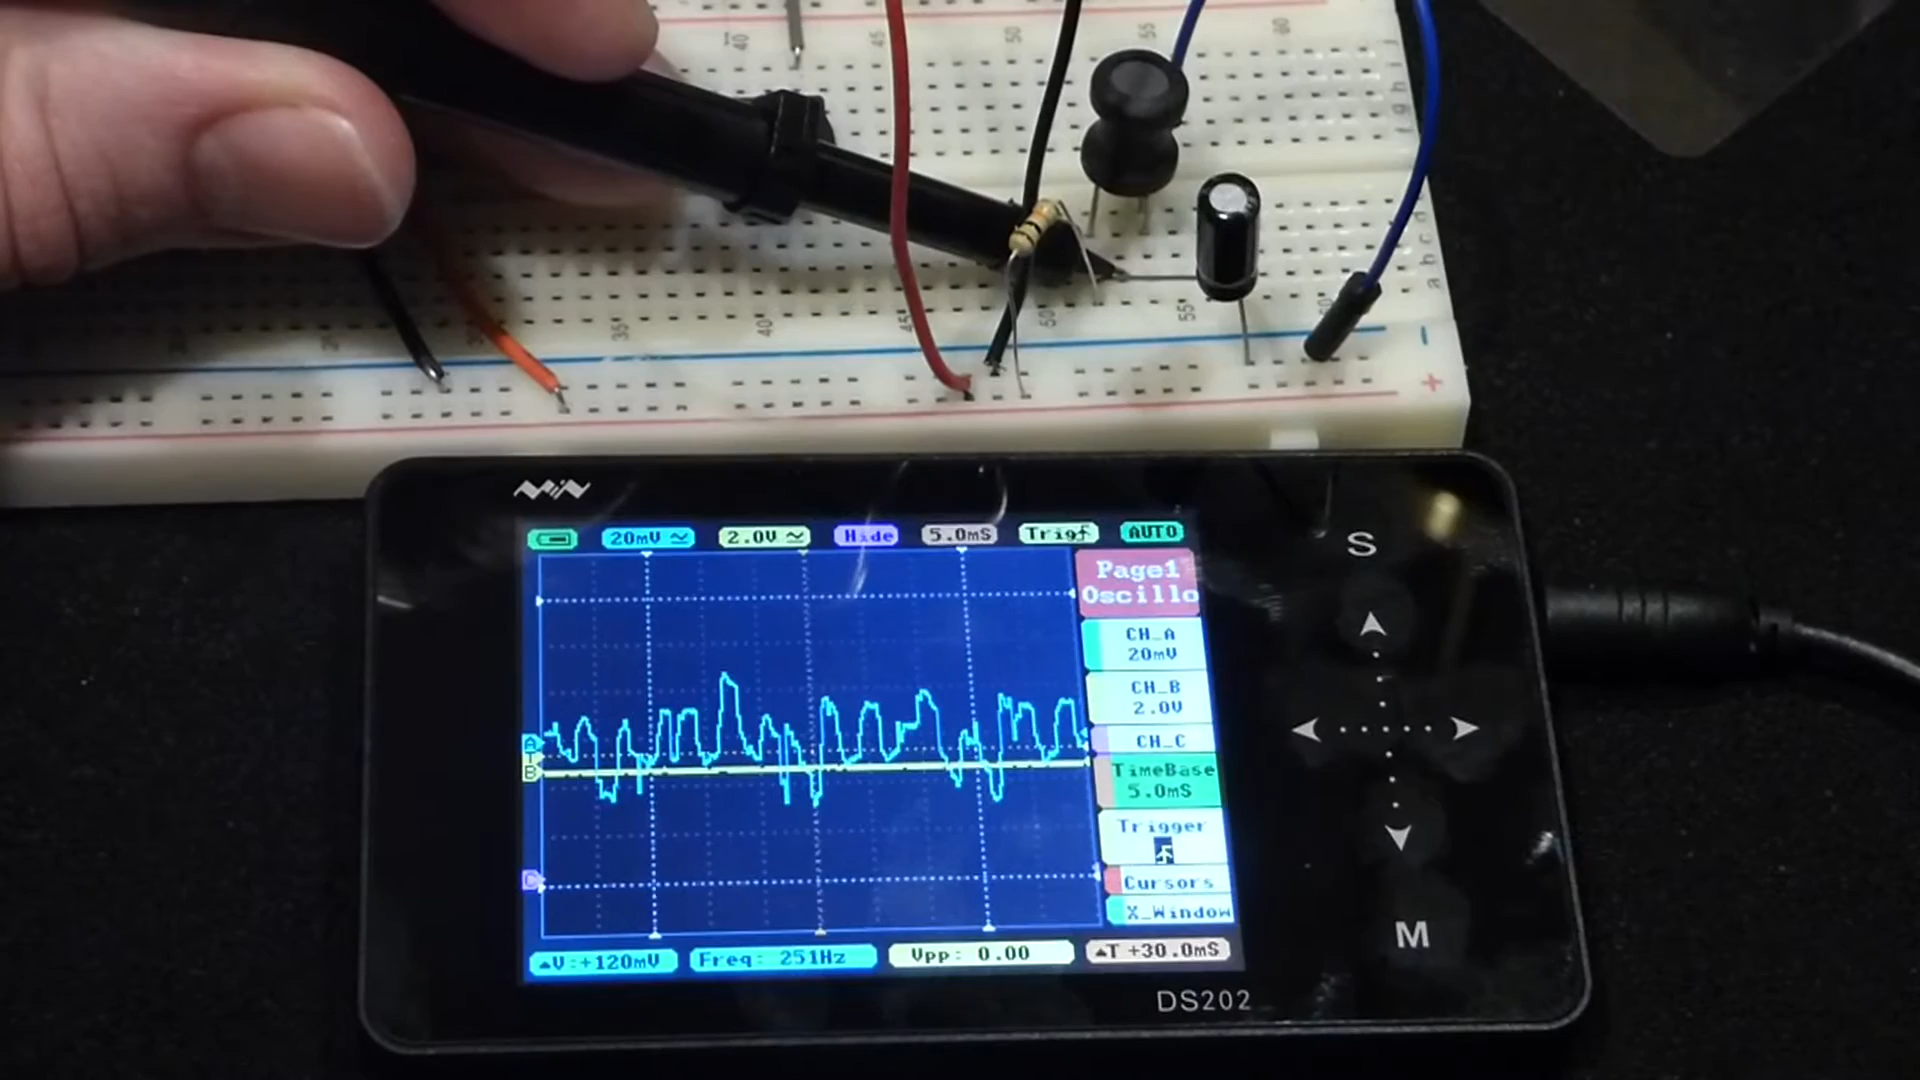 40
45
50
55
60
j
h
f
35
40
45
50
55
a
-
+
MiNi
20mV 2.0V Hide 5.0mS Trig AUTO
Page1
Oscillo
CH_A
20mV
CH_B
2.0V
CH_C
TimeBase
5.0mS
Trigger
Cursors
X_Window
A
T
B
C
▲V:+120mV Freq: 251Hz Vpp: 0.00 ▲T +30.0mS
S
M
DS202